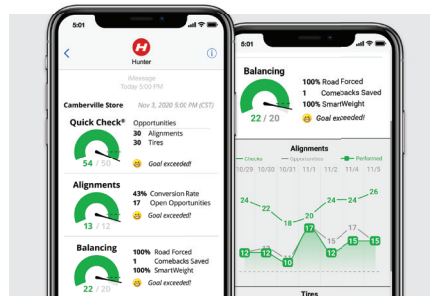 5:01
Hunter
iMessage
Today 5:00 PM
Camberville Store Nov 3, 2020 5:01 PM (CST)
Quick Check® Opportunities
30 Alignments
30 Tires
54 / 50 Goal exceeded!
Alignments
43% Conversion Rate
17 Open Opportunities
13 / 12 Goal exceeded!
Balancing
100% Road Forced
1 Comebacks Saved
100% SmartWeight
22 / 20 Goal exceeded!
5:01
Balancing
100% Road Forced
1 Comebacks Saved
100% SmartWeight
22 / 20 Goal exceeded!
Alignments
Checks Opportunities Performed
10/29 10/30 10/31 11/1 11/2 11/4 11/5
24 22 18 20 24 24 26
17 15 17
12 12 10 17 12 15 15
Tires